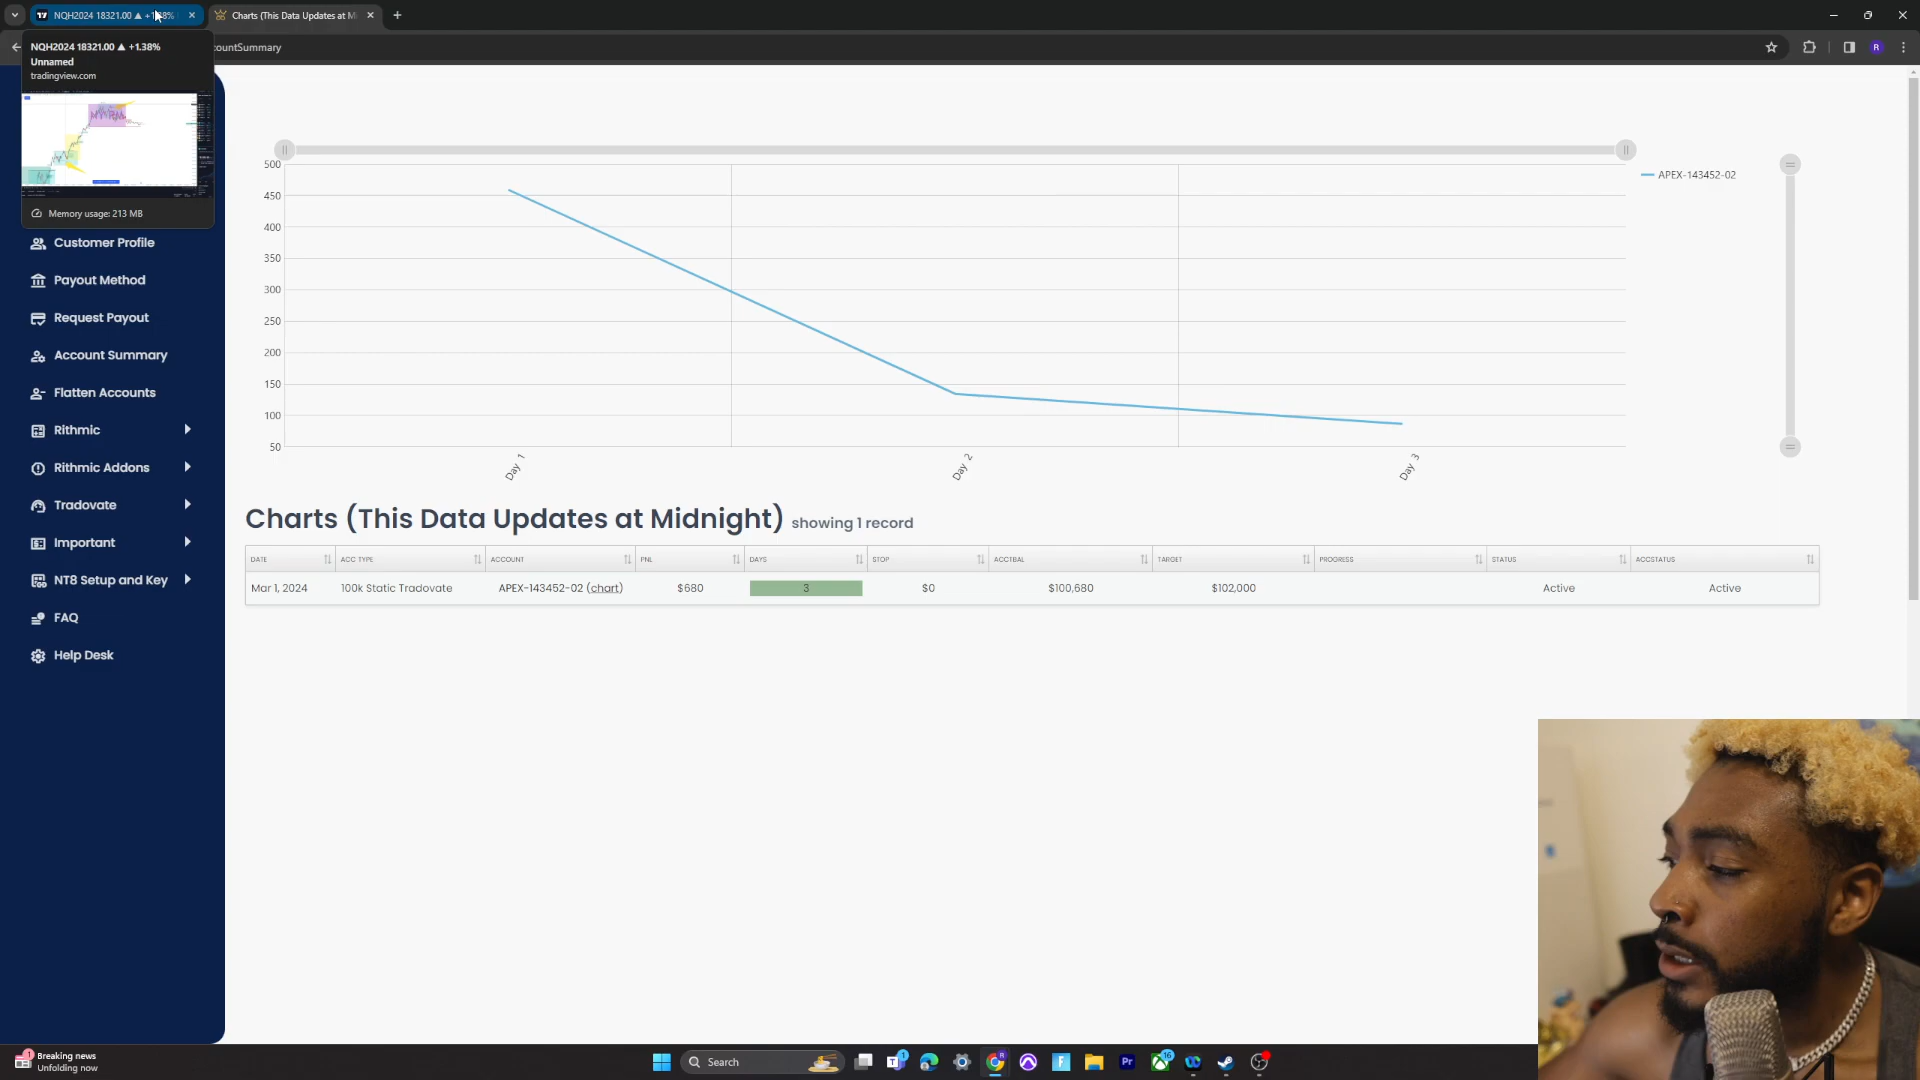 NQH2024 18321.00 ▲ +1.38%
Charts (This Data Updates at Mi
NQH2024 18321.00 ▲ +1.38%
Unnamed
tradingview.com
Memory usage: 213 MB
countSummary
R
Customer Profile
Payout Method
Request Payout
Account Summary
Flatten Accounts
Rithmic
Rithmic Addons
Tradovate
Important
NT8 Setup and Key
FAQ
Help Desk
500
450
400
350
300
250
200
150
100
50
Day 1
Day 2
Day 3
APEX-143452-02
Charts (This Data Updates at Midnight) showing 1 record
DATE ACC TYPE ACCOUNT PNL DAYS STOP ACCTBAL TARGET PROGRESS STATUS ACCSTATUS
Mar 1, 2024 100k Static Tradovate APEX-143452-02 (chart) $680 3 $0 $100,680 $102,000 Active Active
1 Breaking news
Unfolding now
Search
1
F
Pr
16